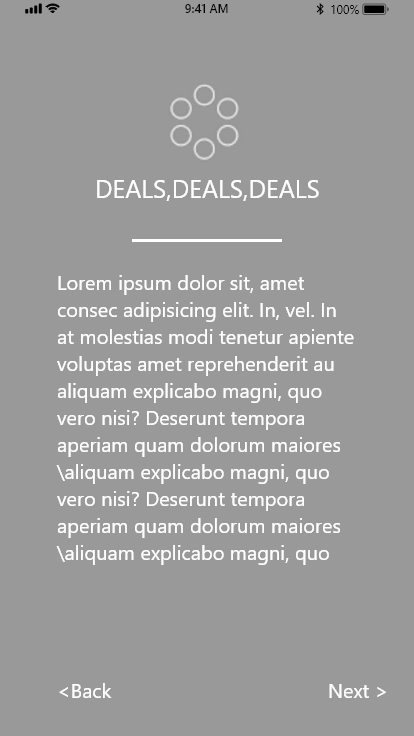 9:41 AM
100%
DEALS,DEALS,DEALS
Lorem ipsum dolor sit, amet
consec adipisicing elit. In, vel. In
at molestias modi tenetur apiente
voluptas amet reprehenderit au
aliquam explicabo magni, quo
vero nisi? Deserunt tempora
aperiam quam dolorum maiores
\aliquam explicabo magni, quo
vero nisi? Deserunt tempora
aperiam quam dolorum maiores
\aliquam explicabo magni, quo
<Back
Next >